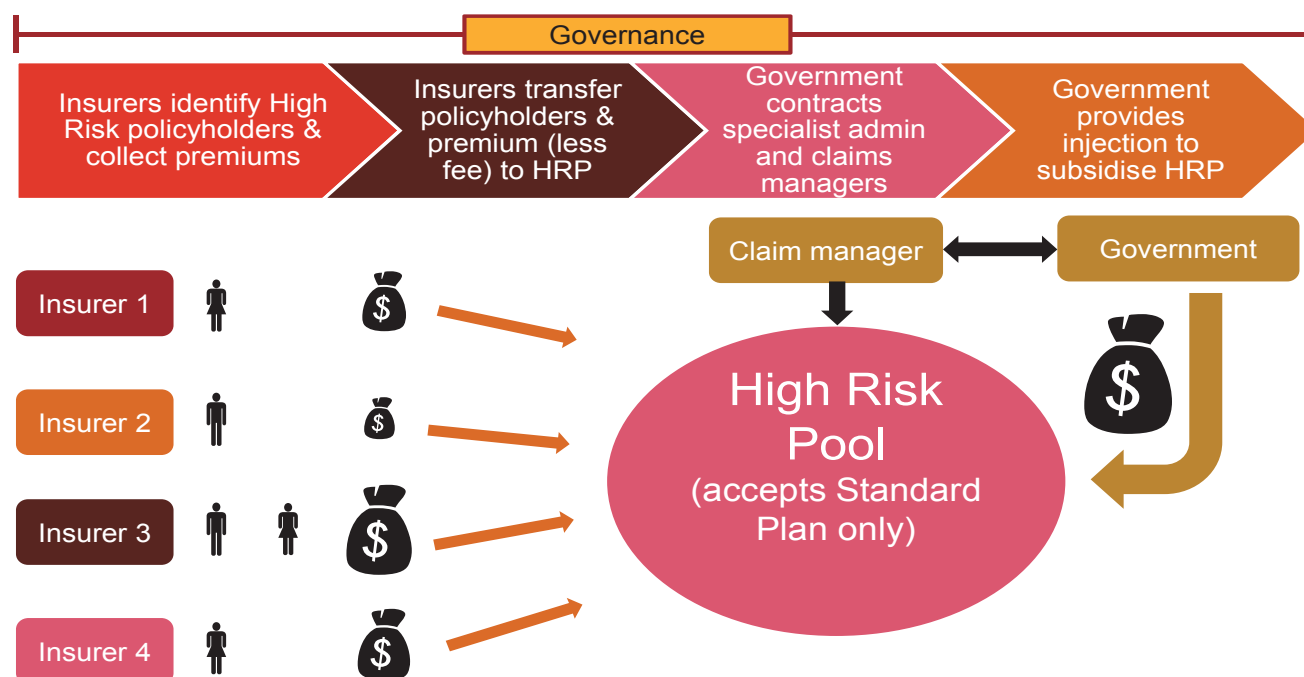 Governance
Insurers identify High
Risk policyholders &
collect premiums
Insurers transfer
policyholders &
premium (less
fee) to HRP
Government
contracts
specialist admin
and claims
managers
Government
provides
injection to
subsidise HRP
Claim manager
Government
Insurer 1
$
Insurer 2
$
Insurer 3
$
Insurer 4
$
High Risk
Pool
(accepts Standard
Plan only)
$